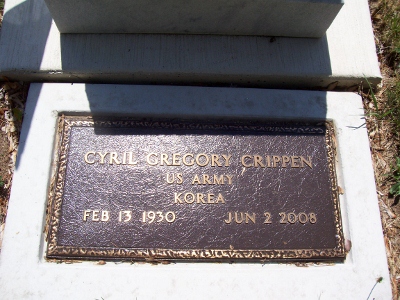 CYRIL GREGORY CRIPPEN
US ARMY
KOREA
FEB 13 1930 JUN 2 2008